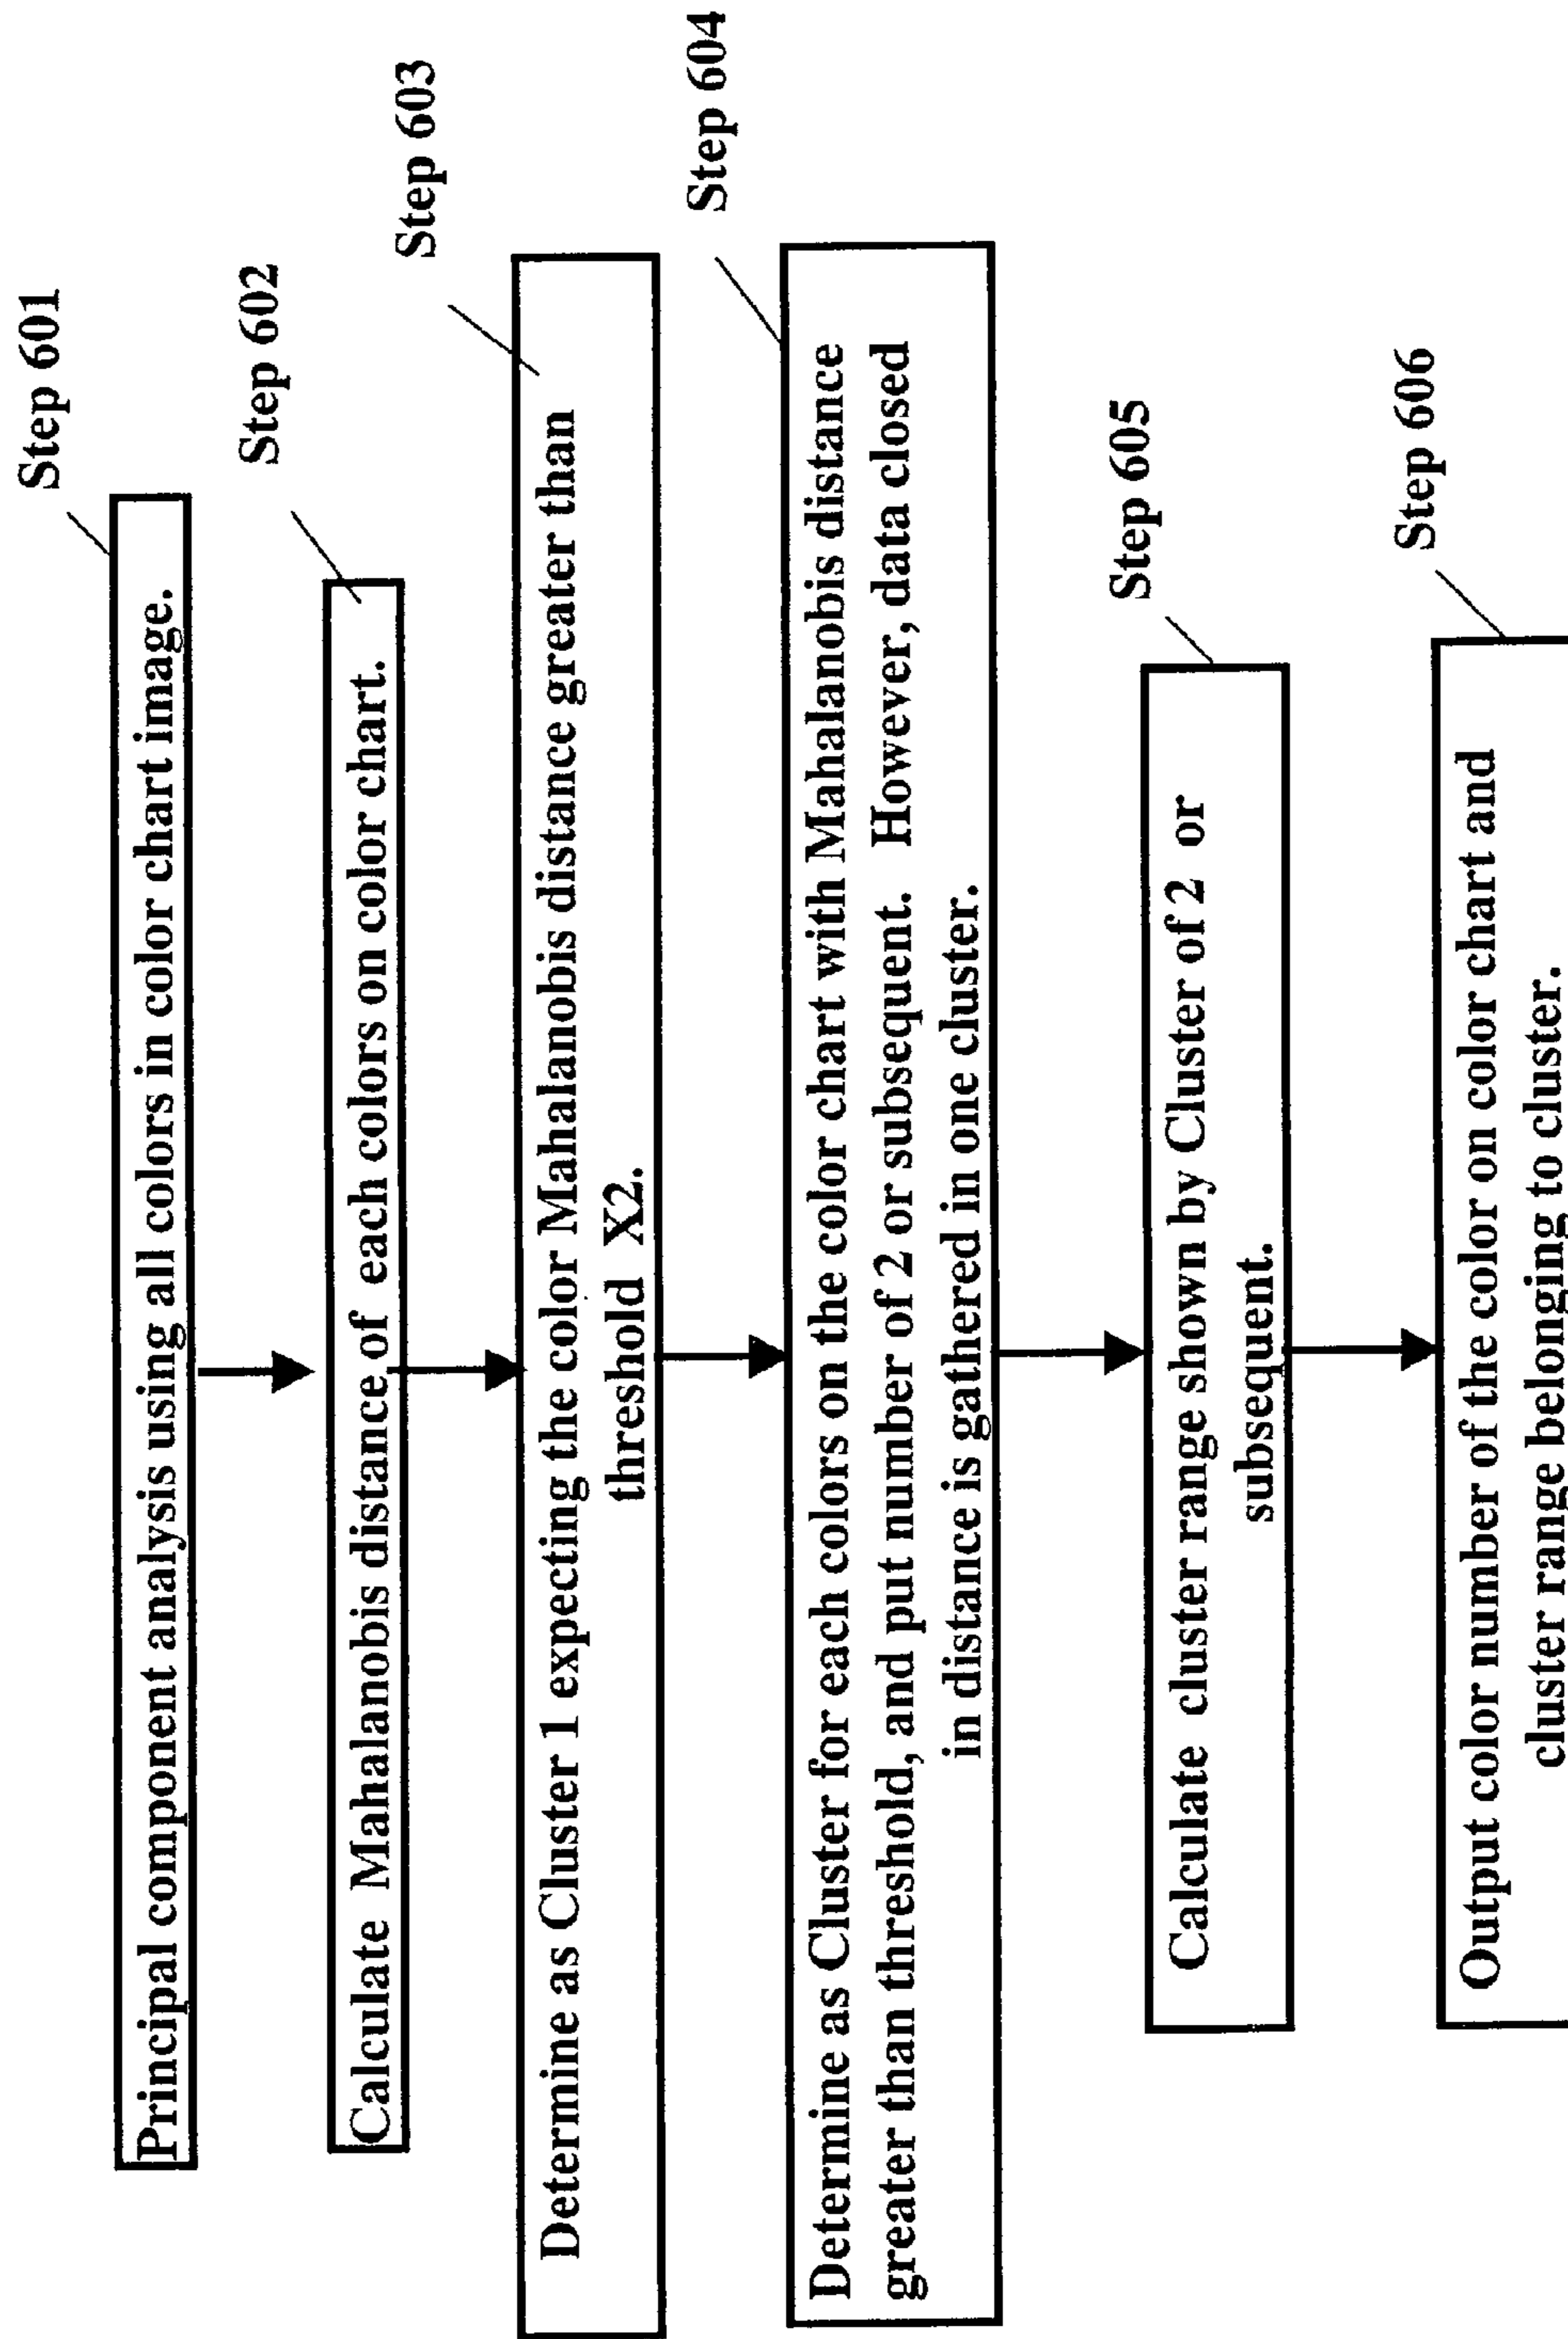 Step 601
Principal component analysis using all colors in color chart image.
Step 602
Calculate Mahalanobis distance of each colors on color chart.
Step 603
Determine as Cluster 1 expecting the color Mahalanobis distance greater than
threshold X2.
Step 604
Determine as Cluster for each colors on the color chart with Mahalanobis distance
greater than threshold, and put number of 2 or subsequent. However, data closed
in distance is gathered in one cluster.
Step 605
Calculate cluster range shown by Cluster of 2 or
subsequent.
Step 606
Output color number of the color on color chart and
cluster range belonging to cluster.